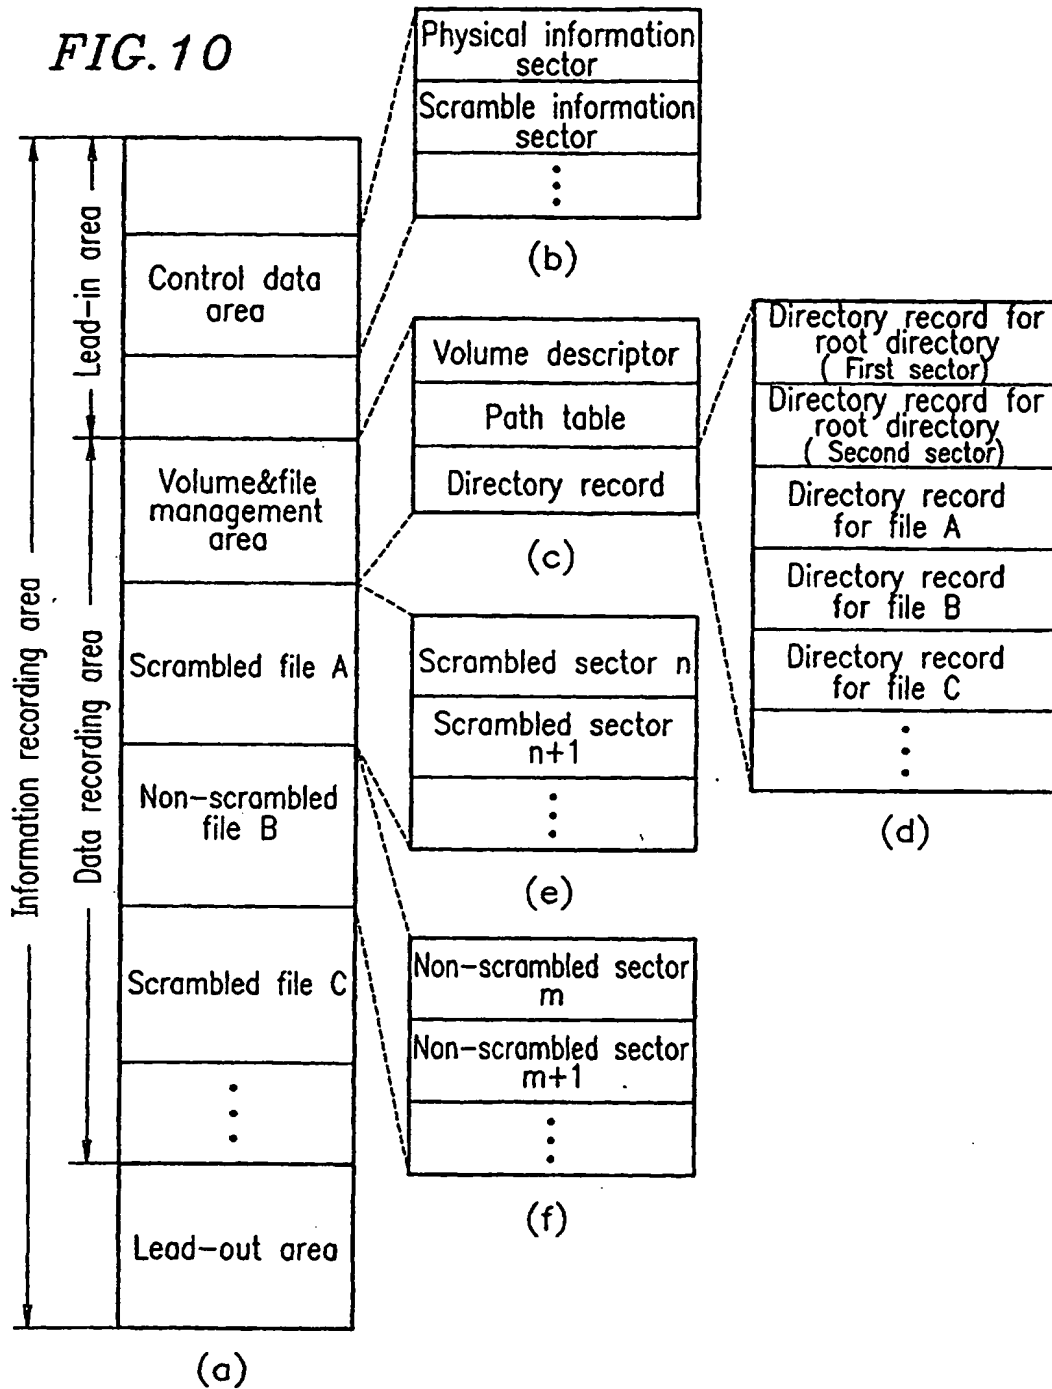 FIG.10
Information recording area
Lead-in area
Data recording area
Control data
area
Volume&file
management
area
Scrambled file A
Non-scrambled
file B
Scrambled file C
Lead-out area
(a)
Physical information
sector
Scramble information
sector
(b)
Volume descriptor
Path table
Directory record
(c)
Directory record for
root directory
( First sector)
Directory record for
root directory
( Second sector)
Directory record
for file A
Directory record
for file B
Directory record
for file C
(d)
Scrambled sector n
Scrambled sector
n+1
(e)
Non-scrambled sector
m
Non-scrambled sector
m+1
(f)